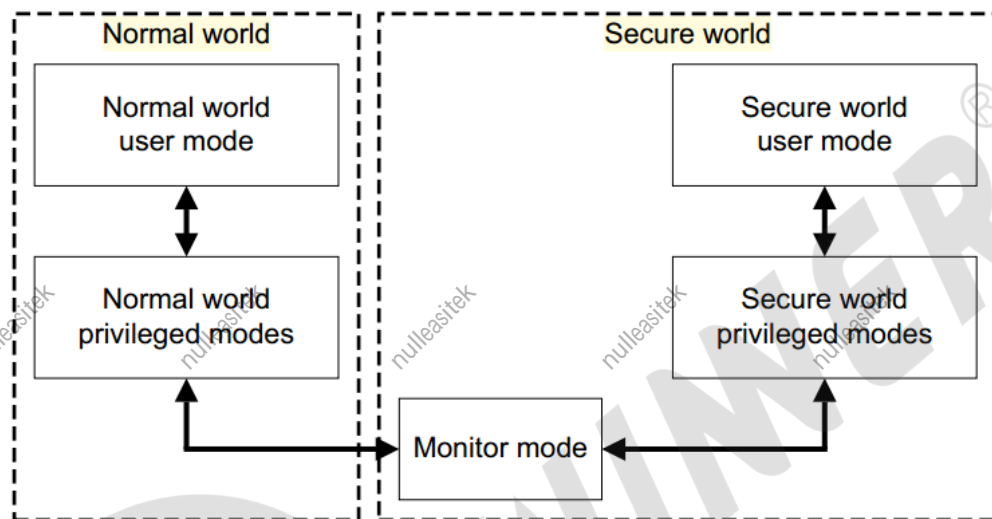 Normal world
Secure world
Normal world
user mode
Secure world
user mode
Normal world
privileged modes
Secure world
privileged modes
nulleasitek
nulleasitek
nulleasitek
nulleasitek
Monitor mode
®